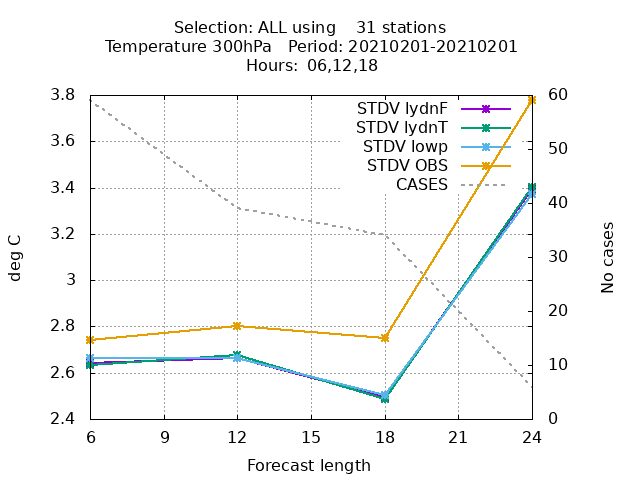 Selection: ALL using    31 stations
Temperature 300hPa   Period: 20210201-20210201
Hours:  06,12,18
3.8
3.6
3.4
3.2
3
2.8
2.6
2.4
deg C
STDV lydnF
STDV lydnT
STDV lowp
STDV OBS
CASES
60
50
40
30
20
10
0
No cases
6 9 12 15 18 21 24
Forecast length